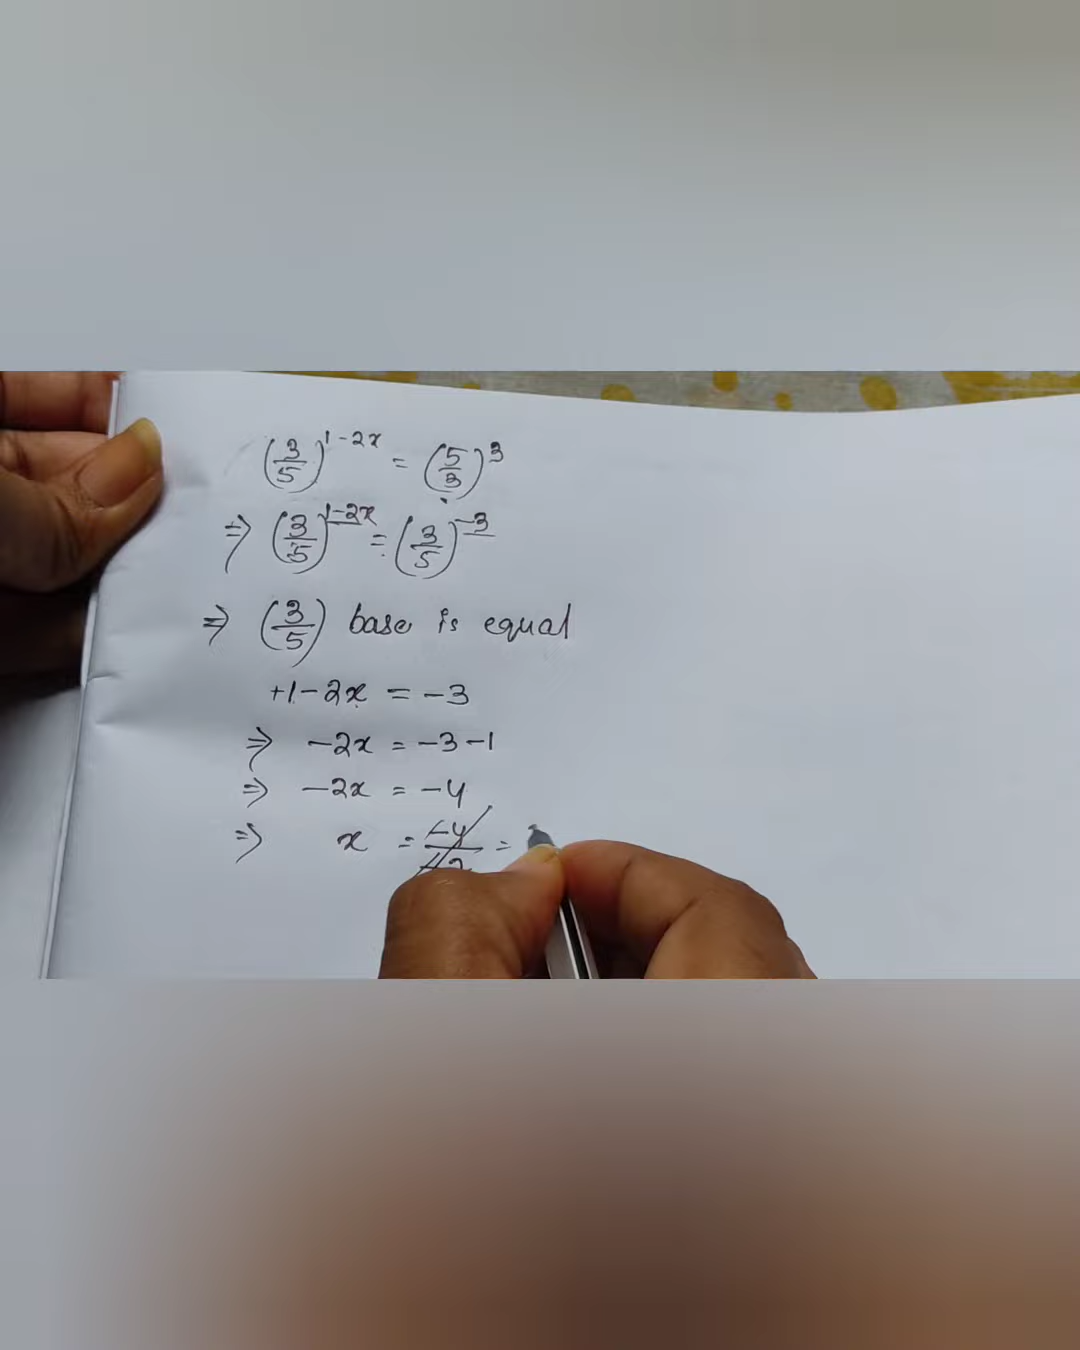 (3/5)^1-2x = (5/3)^3
⇒ (3/5)^1-2x = (3/5)^-3
⇒ (3/5) base is equal
+1-2x = -3
⇒ -2x = -3-1
⇒ -2x = -4
⇒ x = -4/-2 =